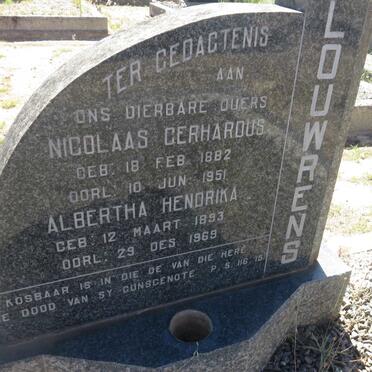 TER GEDAGTENIS
AAN
ONS DIERBARE OUERS
NICOLAAS GERHARDUS
GEB. 18 FEB. 1882
OORL. 10 JUN. 1951
ALBERTHA HENDRIKA
GEB. 12 MAART 1893
OORL. 29 DES. 1969
KOSBAAR IS IN DIE OË VAN DIE HERE
DIE DOOD VAN SY GUNSGENOTE P.S. 116:15
LOUWRENS